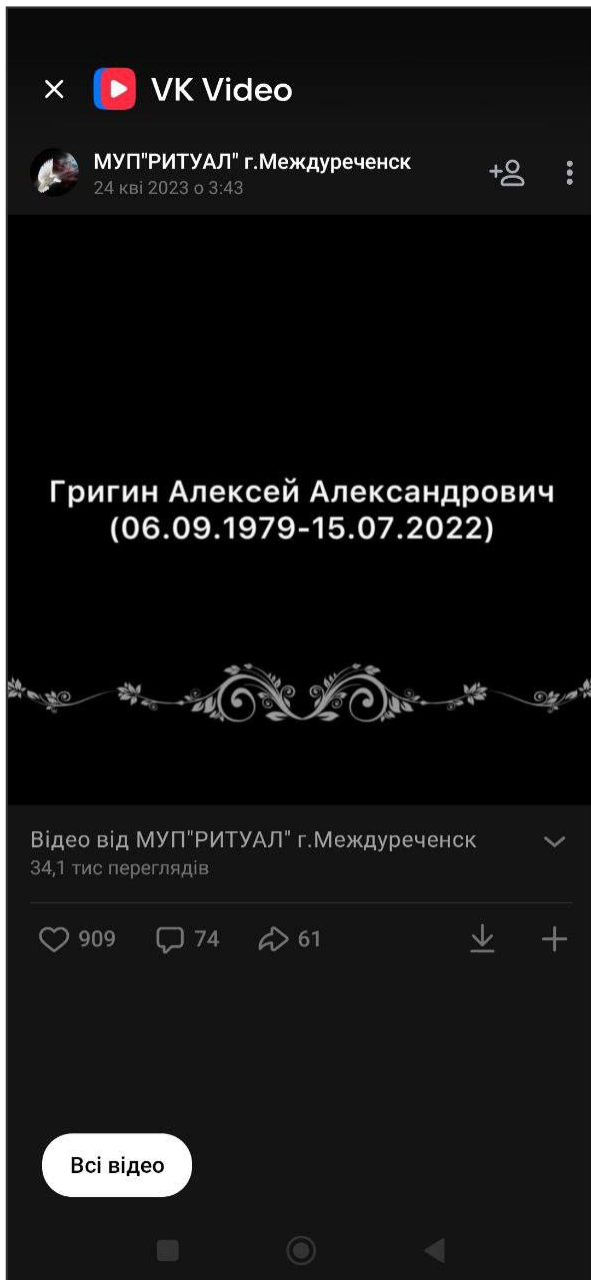 VK Video
МУП"РИТУАЛ" г.Междуреченск
24 кві 2023 о 3:43
Григин Алексей Александрович
(06.09.1979-15.07.2022)
Відео від МУП"РИТУАЛ" г.Междуреченск
34,1 тис переглядів
909 74 61
Всі відео